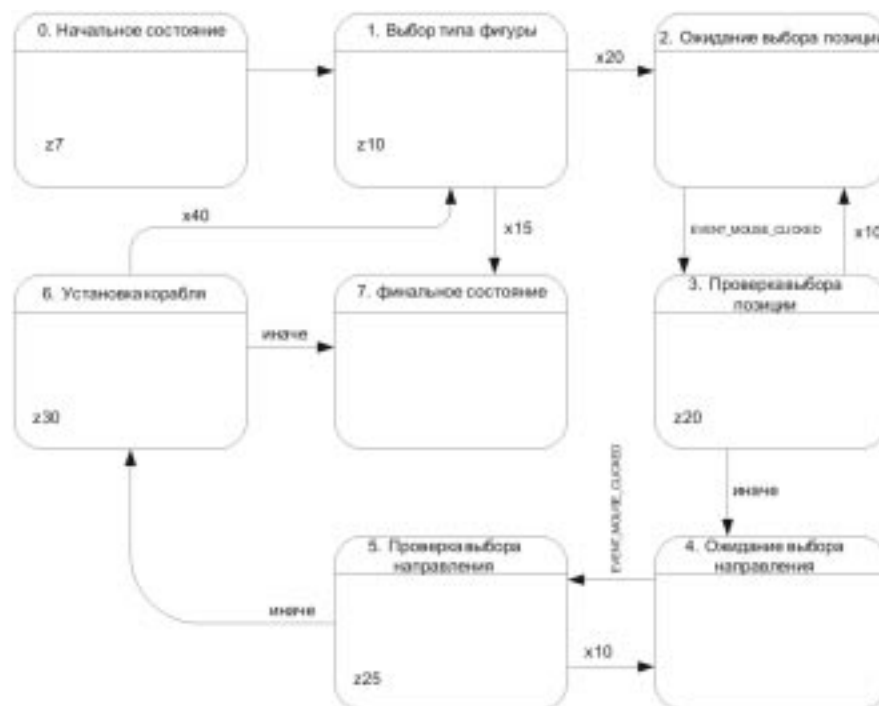 0. Начальное состояние
1. Выбор типа фигуры
2. Ожидание выбора позиции
x20
z7
z10
x40
x15
EVENT_MOUSE_CLICKED
x10
6. Установка корабля
7. финальное состояние
3. Проверка выбора
позиции
иначе
z30
z20
EVENT_MOUSE_CLICKED
иначе
5. Проверка выбора
направления
4. Ожидание выбора
направления
иначе
x10
z25